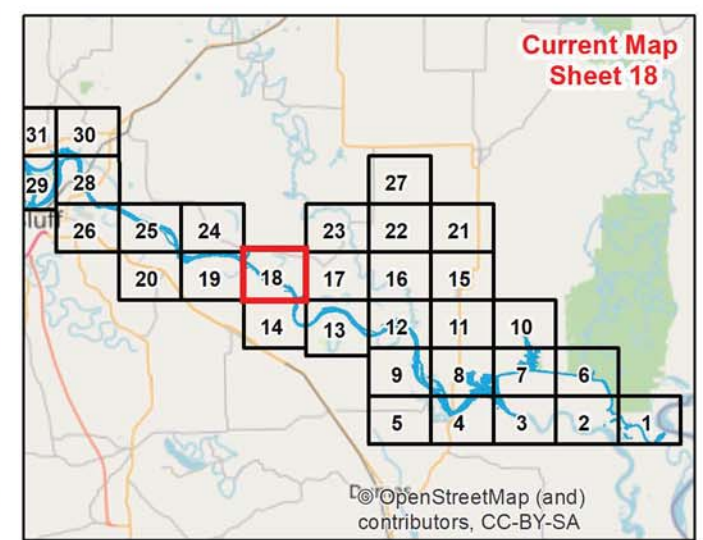 Current Map
Sheet 18
31 30
29 28 27
luff 26 25 24 23 22 21
20 19 18 17 16 15
14 13 12 11 10
9 8 7 6
5 4 3 2 1
© OpenStreetMap (and)
contributors, CC-BY-SA